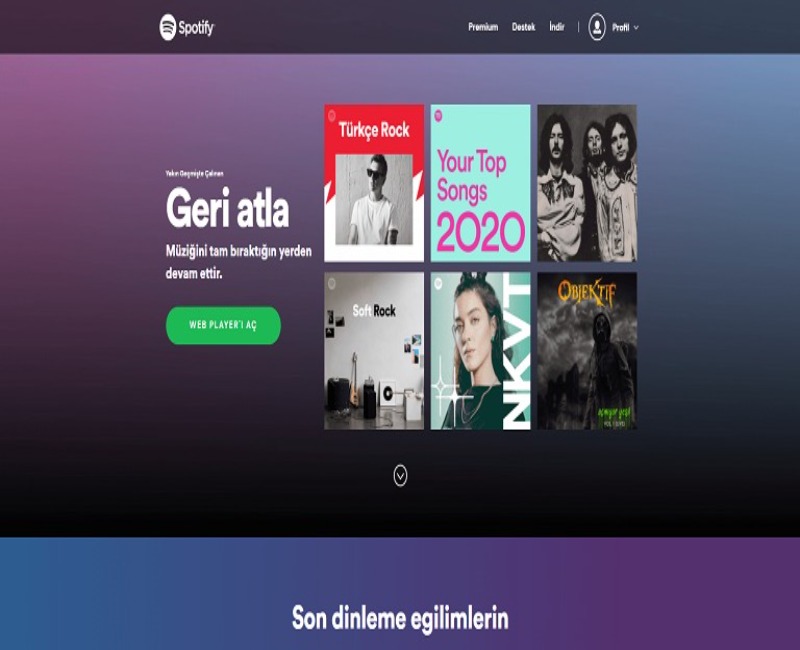 Spotify
Premium Destek İndir Profil
Yakın Geçmişte Çalınan
Geri atla
Müziğini tam bıraktığın yerden
devam ettir.
WEB PLAYER'I AÇ
Türkçe Rock
Your Top
Songs
2020
Soft Rock
NKVT
OBJEKTİF
Son dinleme egilimlerin